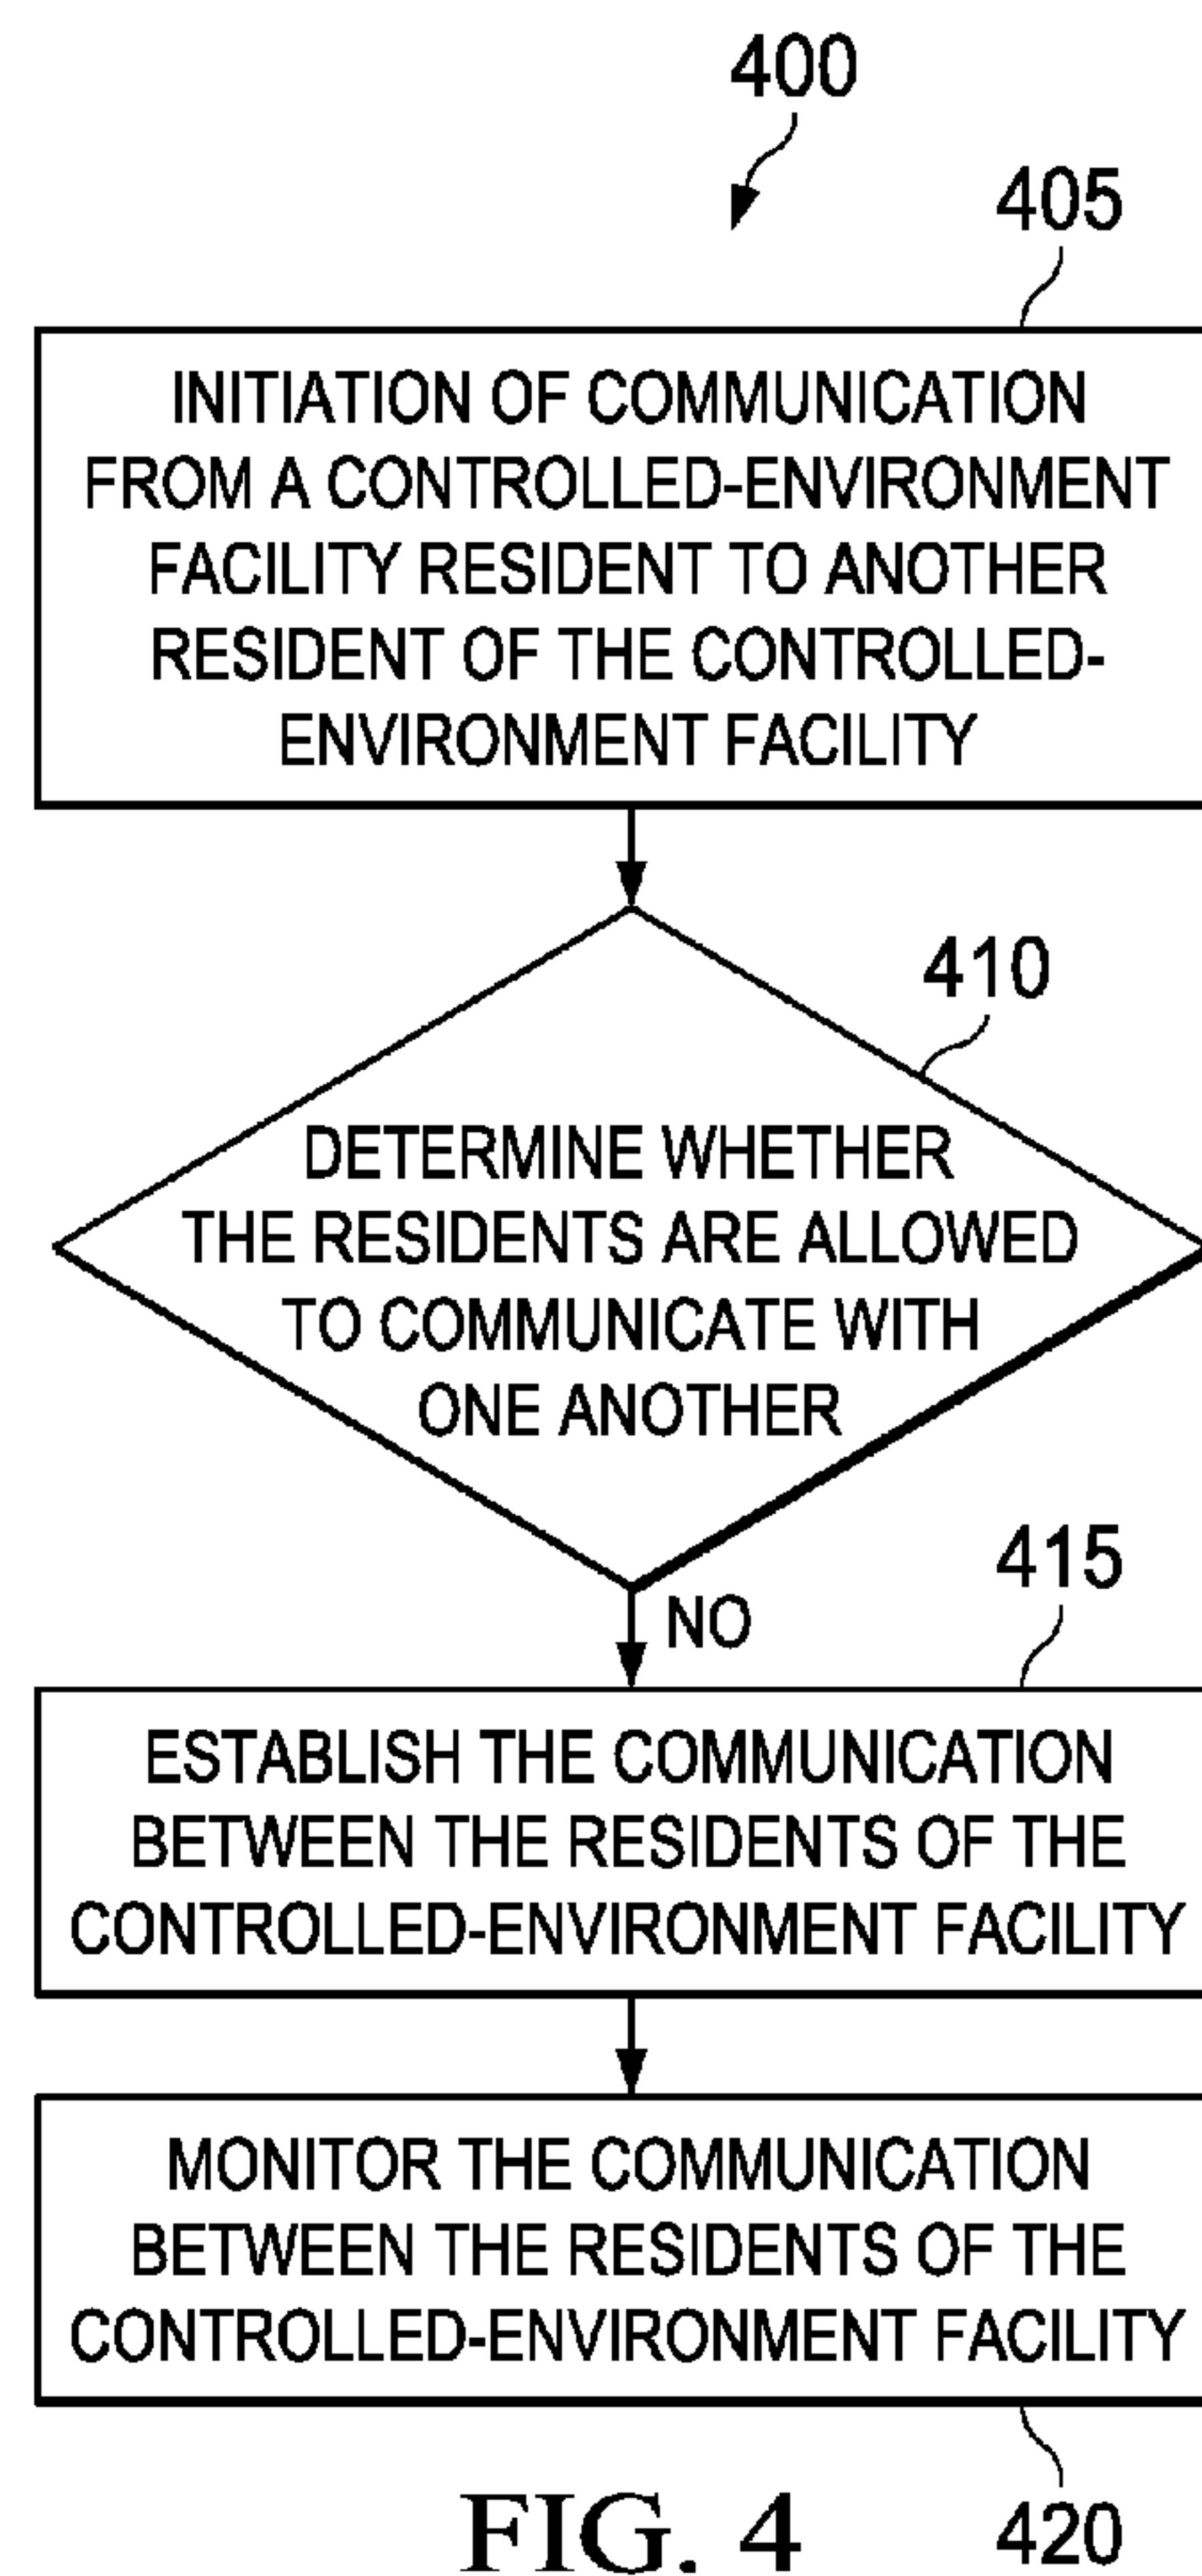 400
405
INITIATION OF COMMUNICATION
FROM A CONTROLLED-ENVIRONMENT
FACILITY RESIDENT TO ANOTHER
RESIDENT OF THE CONTROLLED-
ENVIRONMENT FACILITY
410
DETERMINE WHETHER
THE RESIDENTS ARE ALLOWED
TO COMMUNICATE WITH
ONE ANOTHER
NO
415
ESTABLISH THE COMMUNICATION
BETWEEN THE RESIDENTS OF THE
CONTROLLED-ENVIRONMENT FACILITY
MONITOR THE COMMUNICATION
BETWEEN THE RESIDENTS OF THE
CONTROLLED-ENVIRONMENT FACILITY
420
FIG. 4